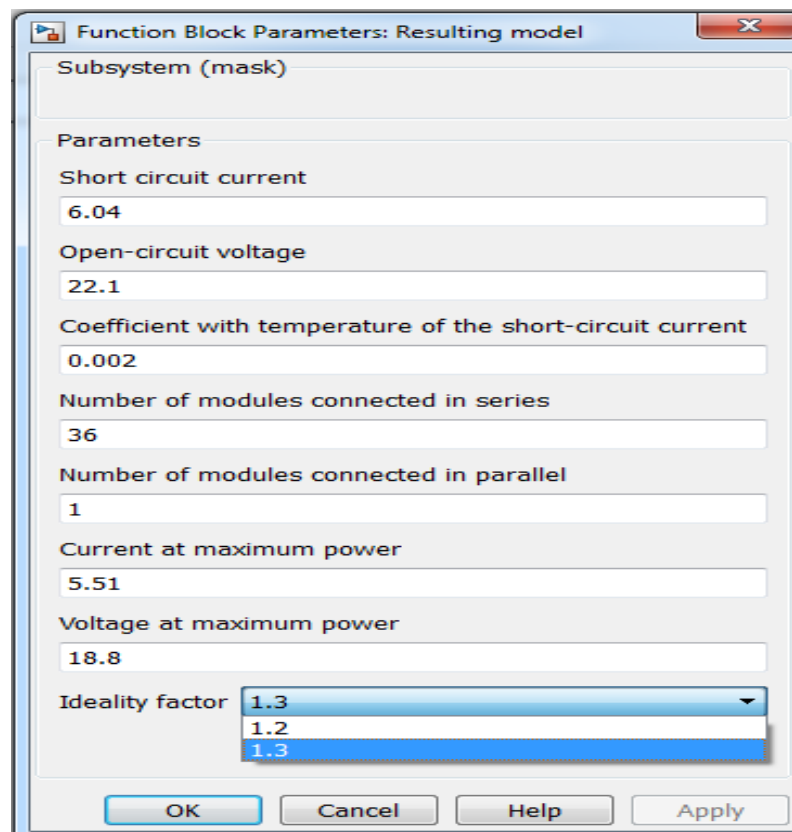 Function Block Parameters: Resulting model
Subsystem (mask)
Parameters
Short circuit current
6.04
Open-circuit voltage
22.1
Coefficient with temperature of the short-circuit current
0.002
Number of modules connected in series
36
Number of modules connected in parallel
1
Current at maximum power
5.51
Voltage at maximum power
18.8
Ideality factor 1.3
1.2
1.3
OK Cancel Help Apply